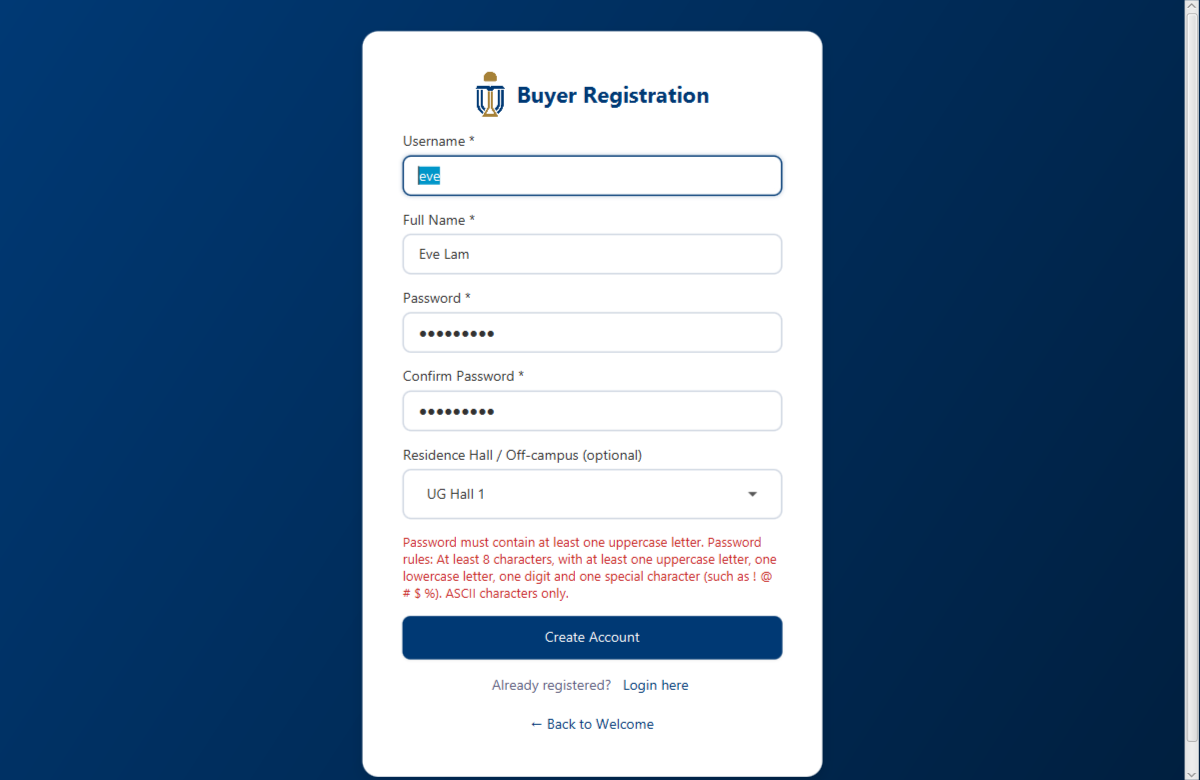 Buyer Registration
Username *
eve
Full Name *
Eve Lam
Password *
●●●●●●●●●
Confirm Password *
●●●●●●●●●
Residence Hall / Off-campus (optional)
UG Hall 1
Password must contain at least one uppercase letter. Password
rules: At least 8 characters, with at least one uppercase letter, one
lowercase letter, one digit and one special character (such as ! @
# $ %). ASCII characters only.
Create Account
Already registered? Login here
← Back to Welcome